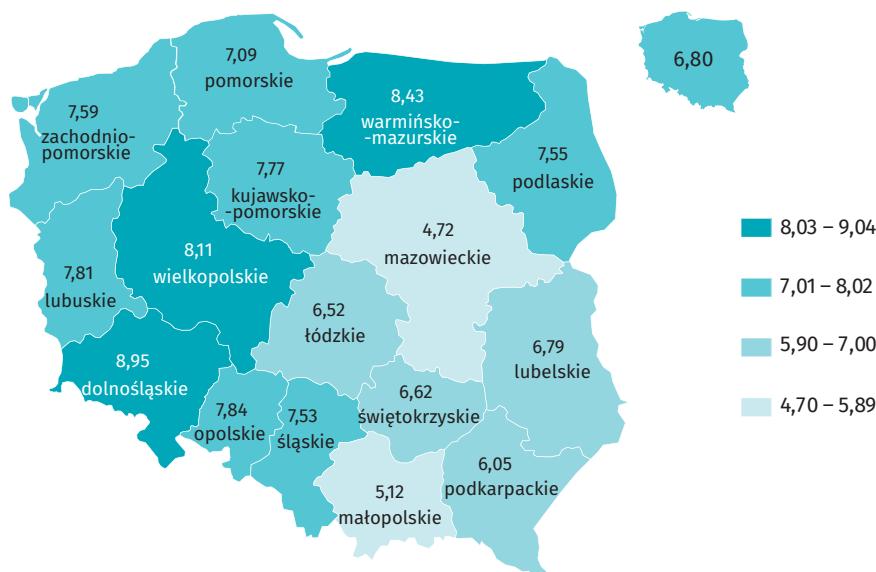 7,09
pomorskie
6,80
8,43
warmińsko-
-mazurskie
7,59
zachodnio-
pomorskie
7,55
podlaskie
7,77
kujawsko-
-pomorskie
4,72
mazowieckie
8,11
wielkopolskie
7,81
lubuskie
6,52
łódzkie
6,79
lubelskie
8,95
dolnośląskie
6,62
świętokrzyskie
7,84
opolskie
7,53
śląskie
6,05
podkarpackie
5,12
małopolskie
8,03 – 9,04
7,01 – 8,02
5,90 – 7,00
4,70 – 5,89